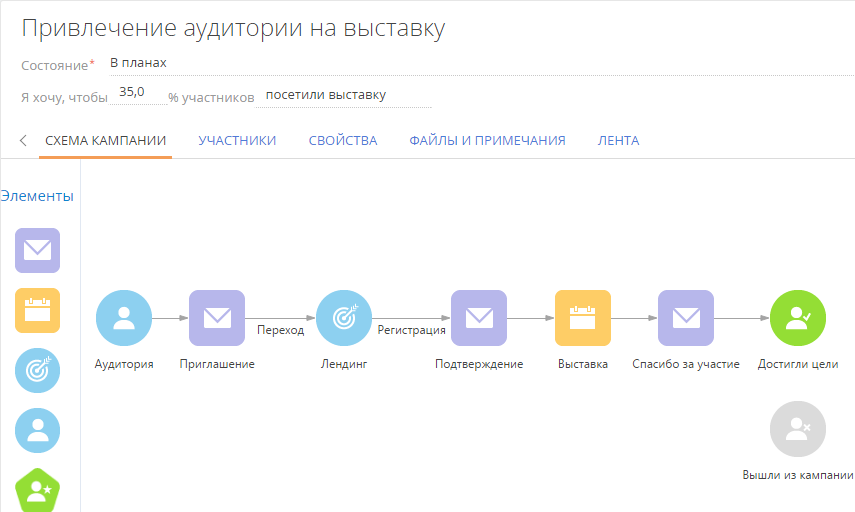 Привлечение аудитории на выставку
Состояние* В планах
Я хочу, чтобы 35,0 % участников посетили выставку
СХЕМА КАМПАНИИ УЧАСТНИКИ СВОЙСТВА ФАЙЛЫ И ПРИМЕЧАНИЯ ЛЕНТА
Элементы
Переход Регистрация
Аудитория Приглашение Лендинг Подтверждение Выставка Спасибо за участие Достигли цели
Вышли из кампании